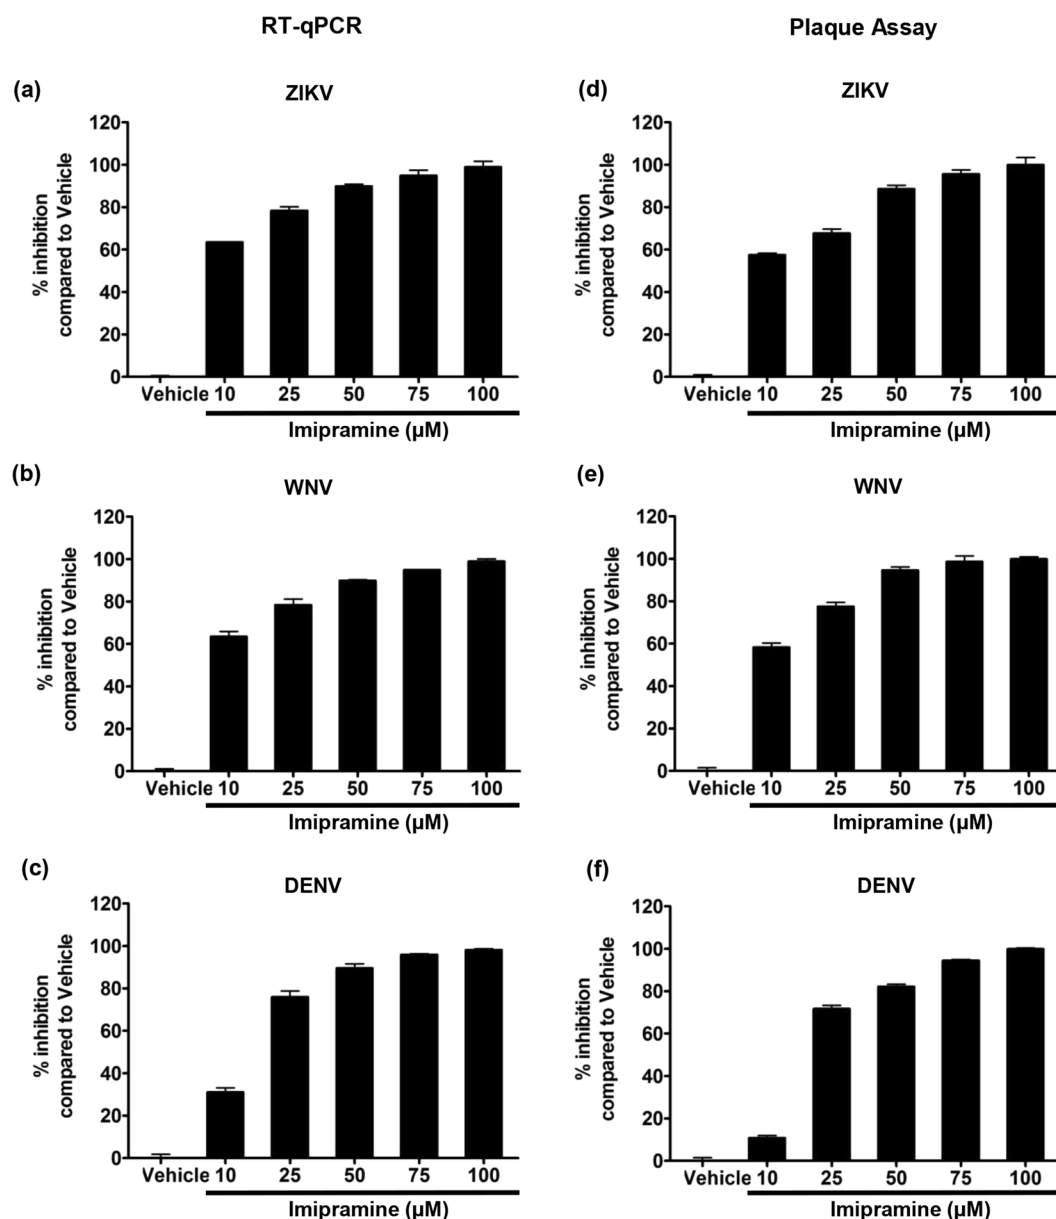 RT-qPCR
Plaque Assay
(a)
ZIKV
% inhibition
compared to Vehicle
120
100
80
60
40
20
0
Vehicle 10 25 50 75 100
Imipramine (µM)
(d)
ZIKV
% inhibition
compared to Vehicle
120
100
80
60
40
20
0
Vehicle 10 25 50 75 100
Imipramine (µM)
(b)
WNV
% inhibition
compared to Vehicle
120
100
80
60
40
20
0
Vehicle 10 25 50 75 100
Imipramine (µM)
(e)
WNV
% inhibition
compared to Vehicle
120
100
80
60
40
20
0
Vehicle 10 25 50 75 100
Imipramine (µM)
(c)
DENV
% inhibition
compared to Vehicle
120
100
80
60
40
20
0
Vehicle 10 25 50 75 100
Imipramine (µM)
(f)
DENV
% inhibition
compared to Vehicle
120
100
80
60
40
20
0
Vehicle 10 25 50 75 100
Imipramine (µM)